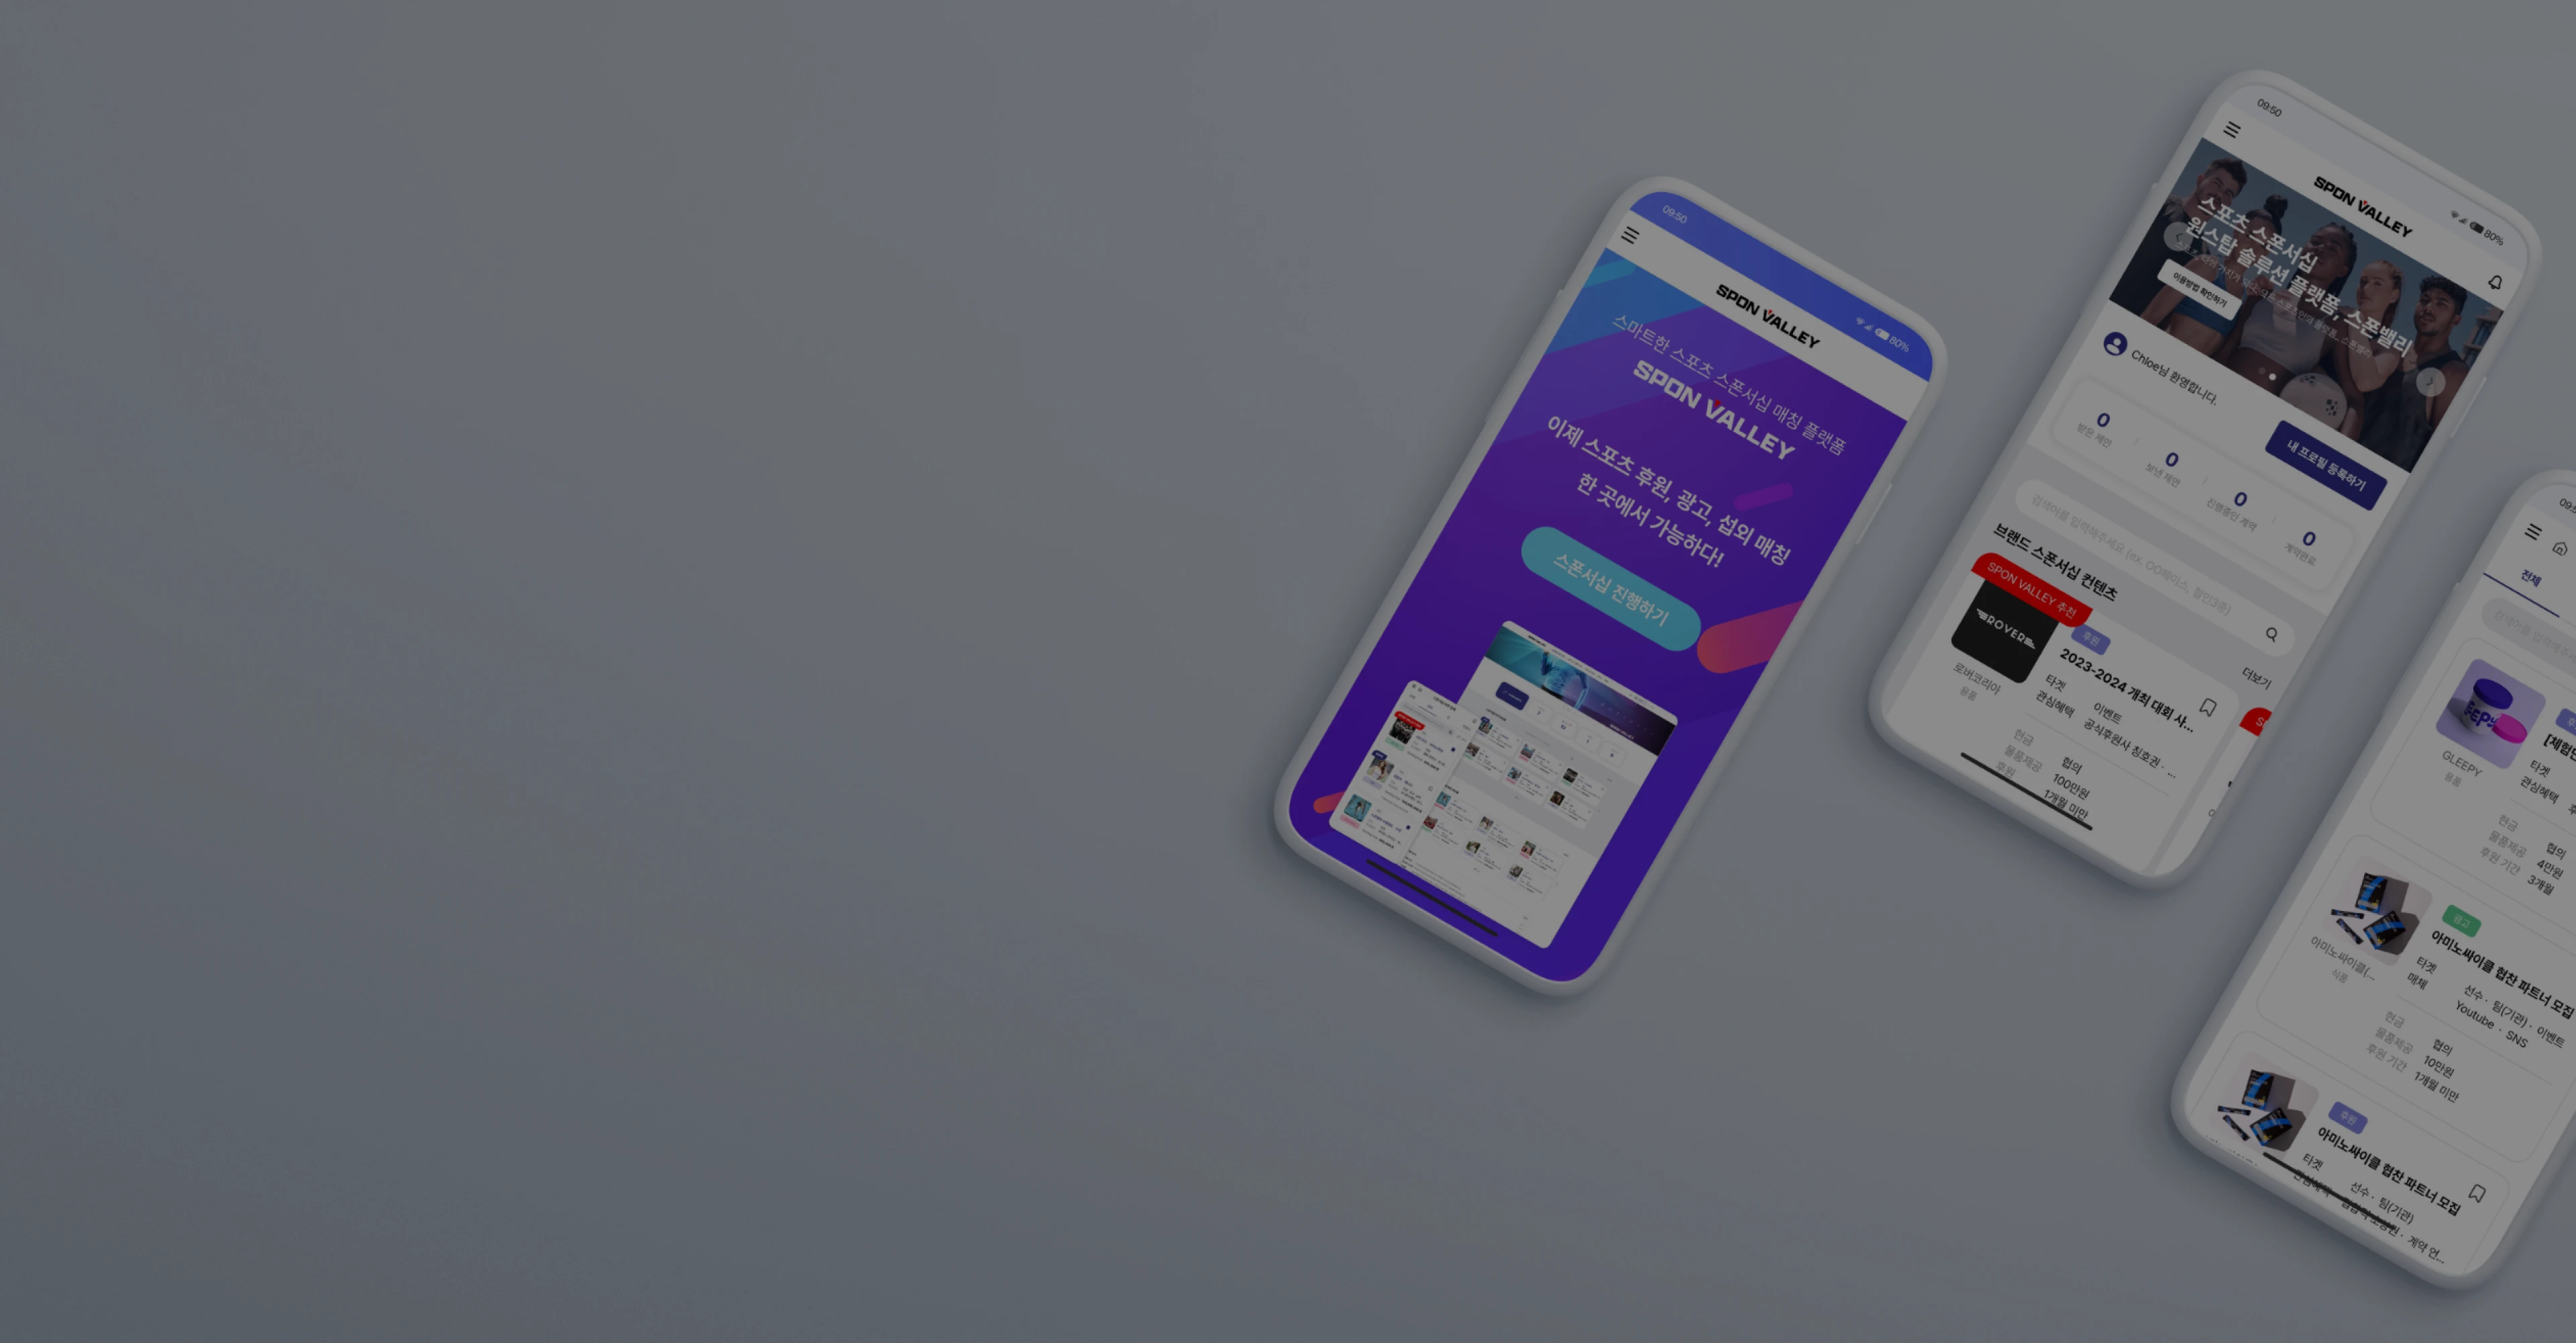 09:50
80%
SPON VALLEY
스마트한 스포츠 스폰서십 매칭 플랫폼
SPON VALLEY
이제 스포츠 후원, 광고, 섭외 매칭
한 곳에서 가능하다!
스폰서십 진행하기
09:50
80%
SPON VALLEY
스포츠 스폰서십
원스탑 솔루션 플랫폼, 스폰밸리
이용방법 확인하기
Chloe님 환영합니다.
내 프로필 등록하기
0
받은 제안
0
보낸 제안
0
진행중인 계약
0
계약완료
검색어를 입력해주세요
브랜드 스폰서십 컨텐츠
더보기
SPON VALLEY 추천
ROVER
로버코리아
용품
후원
2023-2024 개최 대회 사...
타겟 이벤트
관심혜택 공식후원사 칭호권 · ...
현금 협의
물품제공 100만원
후원 1개월 미만
전체
GLEEPY
용품
타겟
관심혜택
현금 협의
물품제공 4만원
후원 기간 3개월
광고
아미노싸이클 협찬 파트너 모집
아미노싸이클(...
식품
타겟 선수 · 팀(기관) · 이벤트
매체 Youtube · SNS
현금 협의
물품제공 10만원
후원 기간 1개월 미만
후원
아미노싸이클 협찬 파트너 모집
타겟 선수 · 팀(기관)